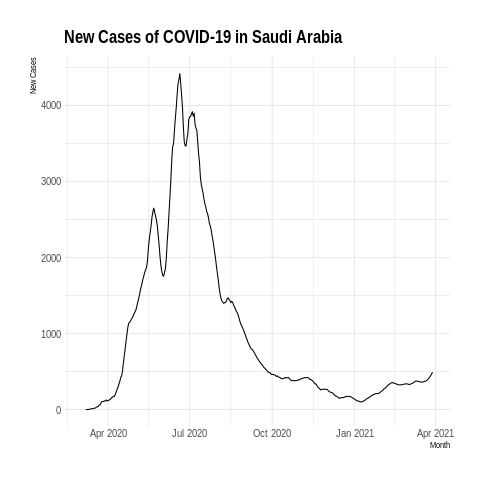 New Cases of COVID-19 in Saudi Arabia
New Cases
4000
3000
2000
1000
0
Apr 2020 Jul 2020 Oct 2020 Jan 2021 Apr 2021
Month